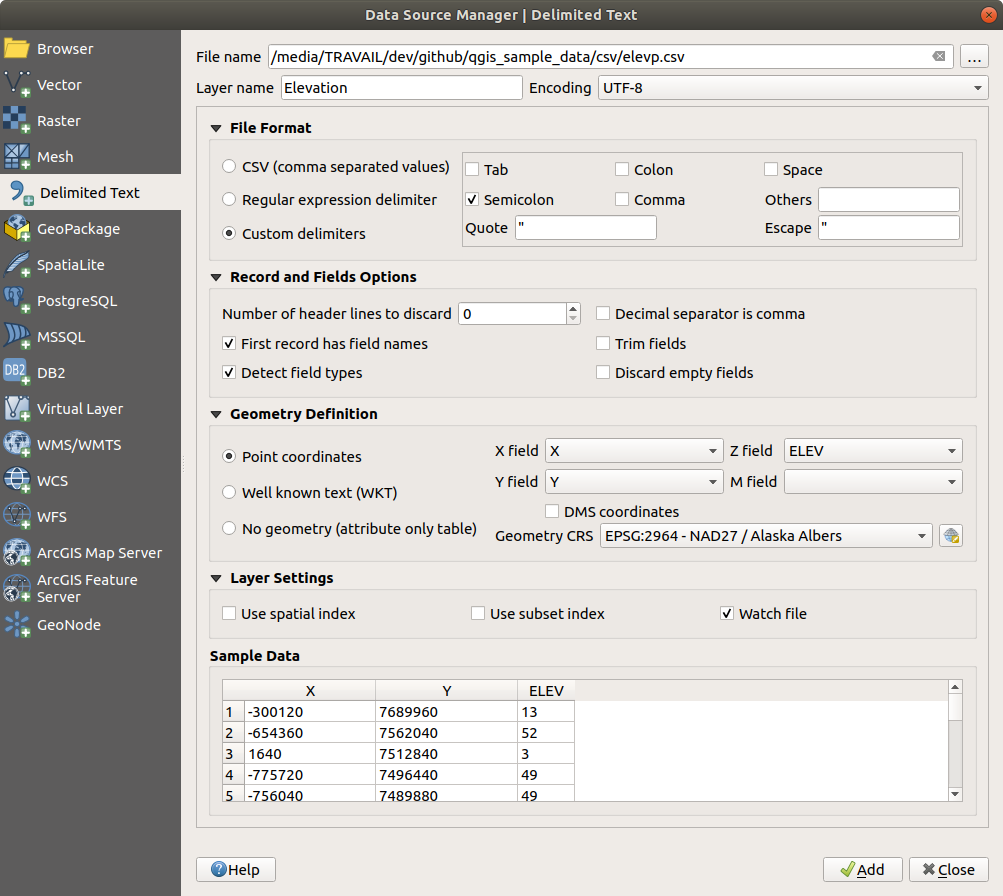 Data Source Manager | Delimited Text
Browser
Vector
Raster
Mesh
Delimited Text
GeoPackage
SpatiaLite
PostgreSQL
MSSQL
DB2
DB2
Virtual Layer
WMS/WMTS
WCS
WFS
ArcGIS Map Server
ArcGIS Feature
Server
GeoNode
File name /media/TRAVAIL/dev/github/qgis_sample_data/csv/elevp.csv ...
Layer name Elevation Encoding UTF-8
File Format
CSV (comma separated values) Tab Colon Space
Regular expression delimiter Semicolon Comma Others
Custom delimiters Quote " Escape "
Record and Fields Options
Number of header lines to discard 0 Decimal separator is comma
First record has field names Trim fields
Detect field types Discard empty fields
Geometry Definition
Point coordinates X field X Z field ELEV
Well known text (WKT) Y field Y M field
DMS coordinates
No geometry (attribute only table) Geometry CRS EPSG:2964 - NAD27 / Alaska Albers
Layer Settings
Use spatial index Use subset index Watch file
Sample Data
X Y ELEV
1 -300120 7689960 13
2 -654360 7562040 52
3 1640 7512840 3
4 -775720 7496440 49
5 -756040 7489880 49
Help Add Close